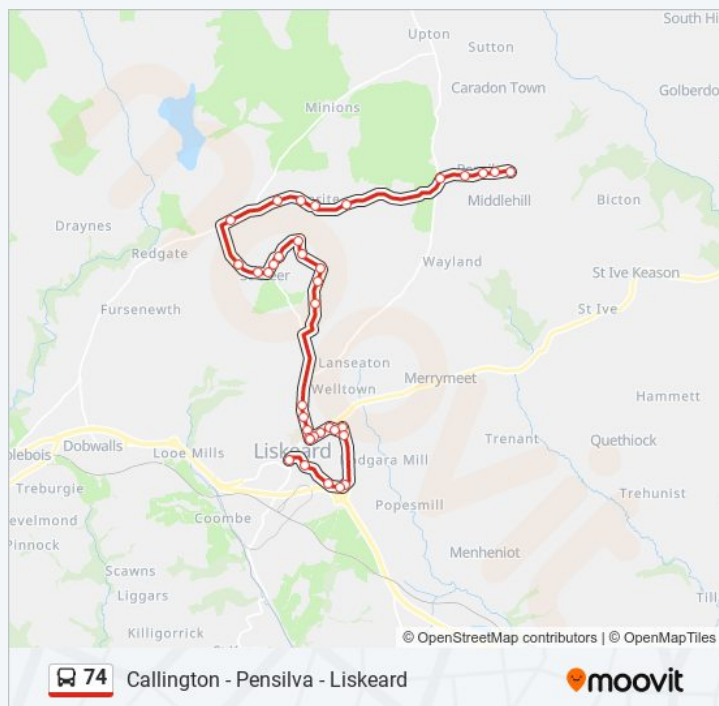 South Hi
Upton
Sutton
Caradon Town
Golberdo
Minions
Middlehill
Bicton
Draynes
Redgate
Wayland
St Ive Keason
St Ive
Fursenewth
Lanseaton
Merrymeet
Welltown
Hammett
Dobwalls
Looe Mills
Liskeard
Trenant
Quethiock
olebois
Treburgie
Popesmill
Trehunist
evelmond
Coombe
Pinnock
Menheniot
Scawns
Liggars
Till
Killigorrick
© OpenStreetMap contributors | © OpenMapTiles
74 Callington - Pensilva - Liskeard
moovit